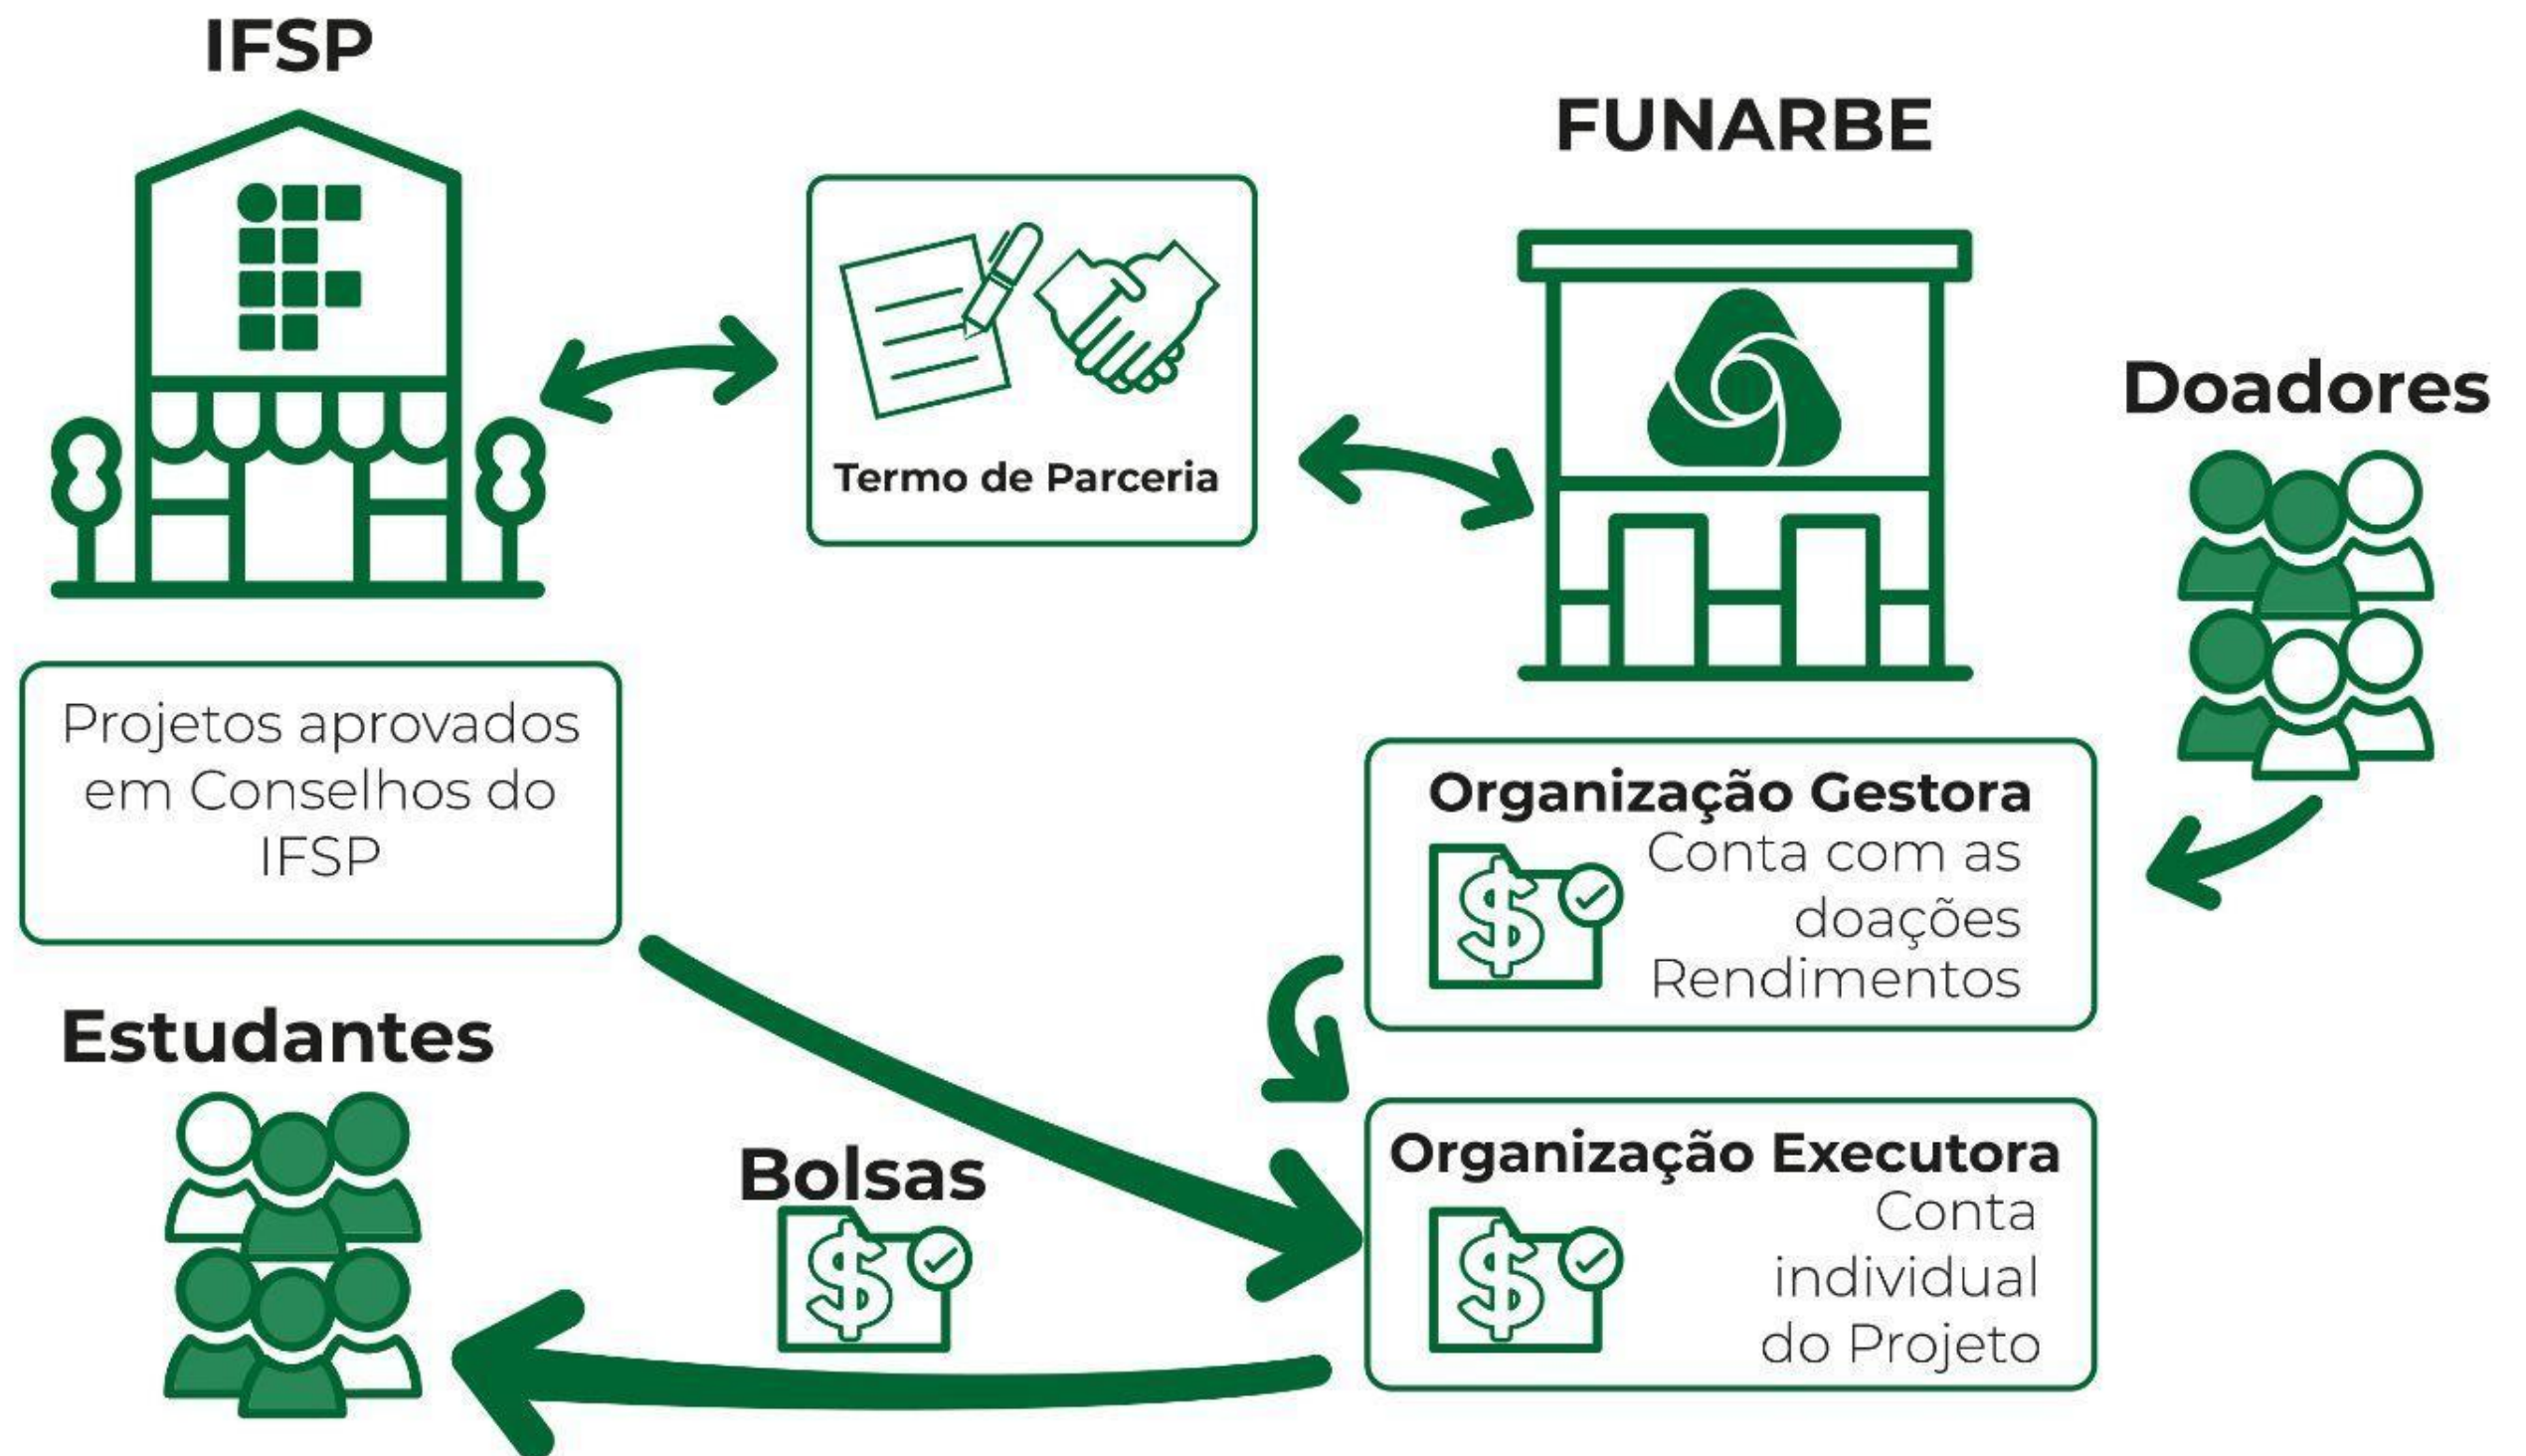 IFSP
FUNARBE
Doadores
Termo de Parceria
Projetos aprovados
em Conselhos do
IFSP
Organização Gestora
Conta com as
doações
Rendimentos
Estudantes
Bolsas
Organização Executora
Conta
individual
do Projeto